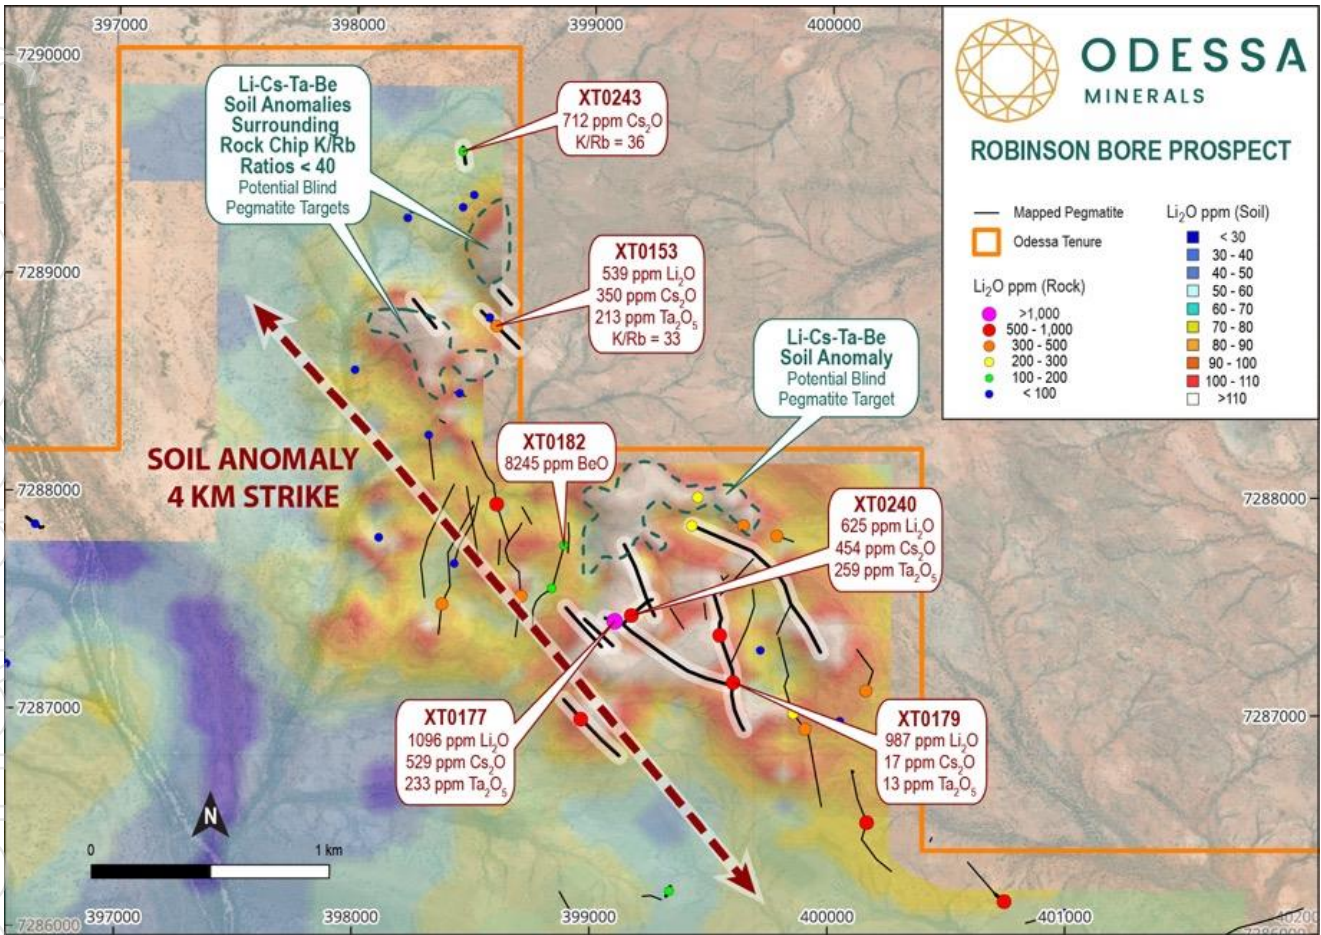 397000
398000
399000
400000
7290000
7289000
7288000
7287000
7286000
Li-Cs-Ta-Be
Soil Anomalies
Surrounding
Rock Chip K/Rb
Ratios < 40
Potential Blind
Pegmatite Targets
XT0243
712 ppm Cs₂O
K/Rb = 36
XT0153
539 ppm Li₂O
350 ppm Cs₂O
213 ppm Ta₂O₅
K/Rb = 33
Li-Cs-Ta-Be
Soil Anomaly
Potential Blind
Pegmatite Target
SOIL ANOMALY
4 KM STRIKE
XT0182
8245 ppm BeO
XT0240
625 ppm Li₂O
454 ppm Cs₂O
259 ppm Ta₂O₅
XT0177
1096 ppm Li₂O
529 ppm Cs₂O
233 ppm Ta₂O₅
XT0179
987 ppm Li₂O
17 ppm Cs₂O
13 ppm Ta₂O₅
ODESSA
MINERALS
ROBINSON BORE PROSPECT
Mapped Pegmatite
Odessa Tenure
Li₂O ppm (Rock)
>1,000
500 - 1,000
300 - 500
200 - 300
100 - 200
< 100
Li₂O ppm (Soil)
< 30
30 - 40
40 - 50
50 - 60
60 - 70
70 - 80
80 - 90
90 - 100
100 - 110
>110
7288000
7287000
N
0
1 km
397000
398000
399000
400000
401000